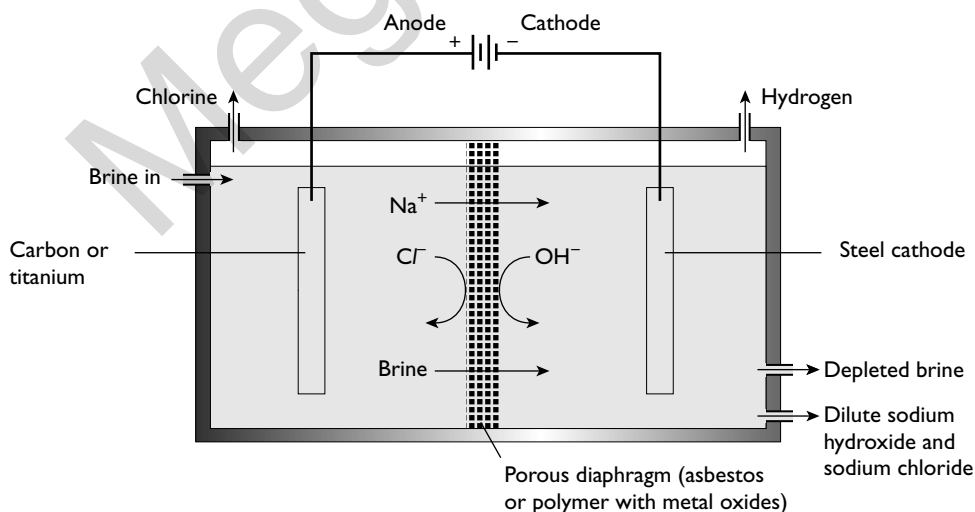 Meg
Anode
+
−
Cathode
Chlorine
Hydrogen
Brine in
Na⁺
Carbon or
titanium
Cl⁻
OH⁻
Steel cathode
Brine
Depleted brine
Dilute sodium
hydroxide and
sodium chloride
Porous diaphragm (asbestos
or polymer with metal oxides)